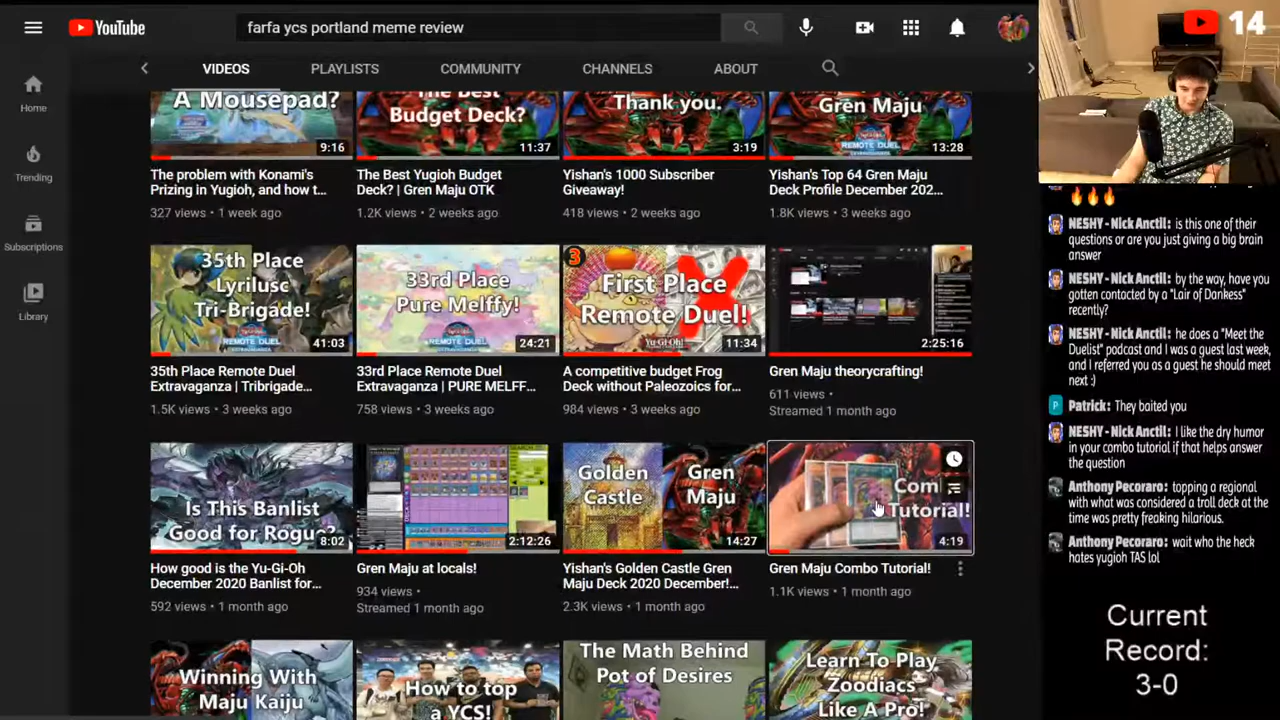 YouTube
farfa ycs portland meme review
14
VIDEOS PLAYLISTS COMMUNITY CHANNELS ABOUT
Home
Trending
Subscriptions
Library
A Mousepad?
9:16
The problem with Konami's
Prizing in Yugioh, and how t...
327 views • 1 week ago
The Best
Budget Deck?
11:37
The Best Yugioh Budget
Deck? | Gren Maju OTK
1.2K views • 2 weeks ago
Thank you.
3:19
Yishan's 1000 Subscriber
Giveaway!
418 views • 2 weeks ago
Gren Maju
REMOTE DUEL
13:28
Yishan's Top 64 Gren Maju
Deck Profile December 202...
1.8K views • 3 weeks ago
35th Place
Lyrilusc
Tri-Brigade!
REMOTE DUEL
41:03
35th Place Remote Duel
Extravaganza | Tribrigade...
1.5K views • 3 weeks ago
33rd Place
Pure Melffy!
REMOTE DUEL
24:21
33rd Place Remote Duel
Extravaganza | PURE MELFF...
758 views • 3 weeks ago
3
First Place
Remote Duel!
Yu-Gi-Oh!
11:34
A competitive budget Frog
Deck without Paleozoics for...
984 views • 3 weeks ago
2:25:16
Gren Maju theorycrafting!
611 views •
Streamed 1 month ago
Is This Banlist
Good for Rogue?
8:02
How good is the Yu-Gi-Oh
December 2020 Banlist for...
592 views • 1 month ago
2:12:26
Gren Maju at locals!
934 views •
Streamed 1 month ago
Golden
Castle
Gren
Maju
14:27
Yishan's Golden Castle Gren
Maju Deck 2020 December!...
2.3K views • 1 month ago
Com
Tutorial!
4:19
Gren Maju Combo Tutorial!
1.1K views • 1 month ago
Winning With
Maju Kaiju
How to top
a YCS!
The Math Behind
Pot of Desires
Learn To Play
Zoodiacs
Like A Pro!
NESHY - Nick Anctil: is this one of their
questions or are you just giving a big brain
answer
NESHY - Nick Anctil: by the way, have you
gotten contacted by a "Lair of Dankess"
recently?
NESHY - Nick Anctil: he does a "Meet the
Duelist" podcast and I was a guest last week,
and I referred you as a guest he should meet
next :)
P Patrick: They baited you
NESHY - Nick Anctil: I like the dry humor
in your combo tutorial if that helps answer
the question
Anthony Pecoraro: topping a regional
with what was considered a troll deck at the
time was pretty freaking hilarious.
Anthony Pecoraro: wait who the heck
hates yugioh TAS lol
Current
Record:
3-0